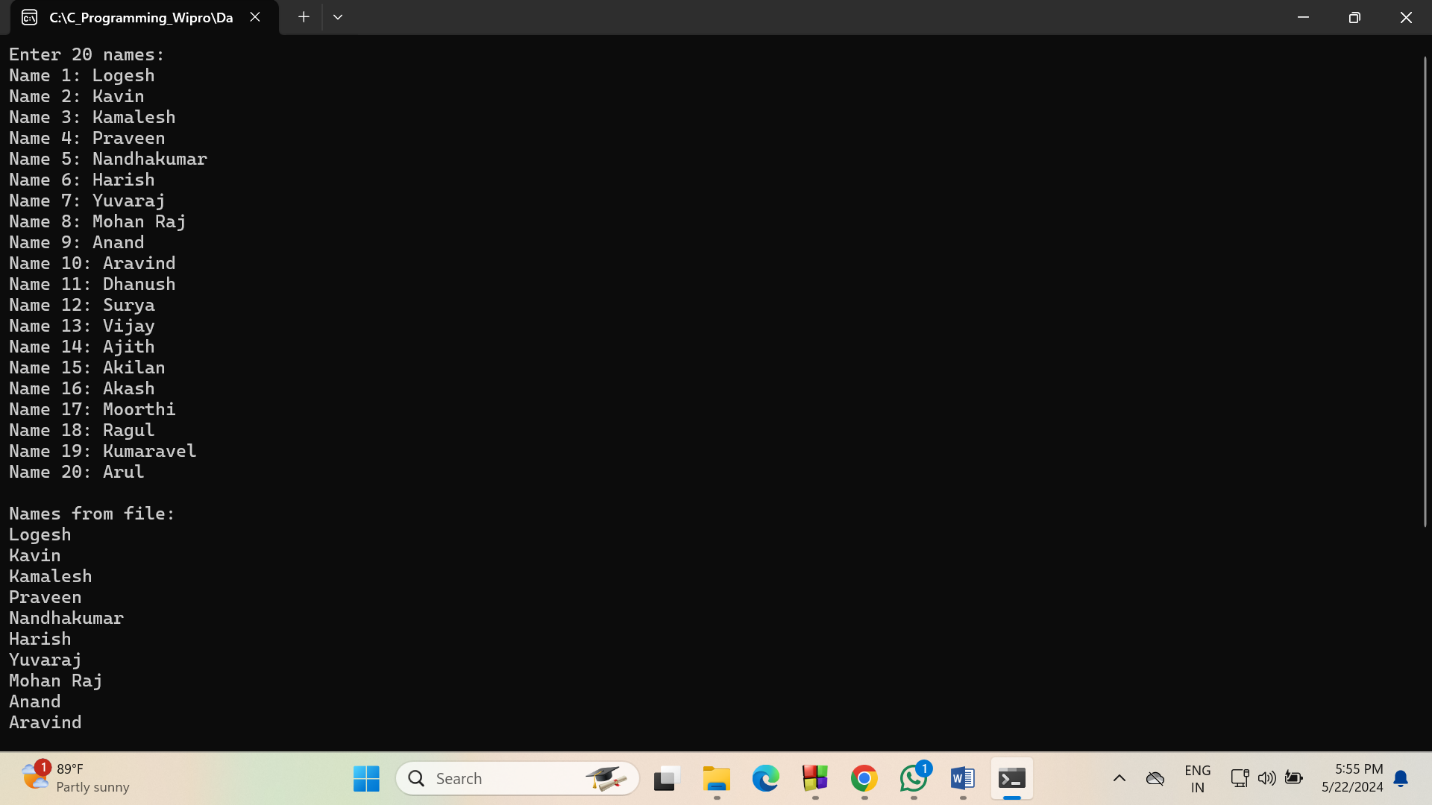 C:\C_Programming_Wipro\Da
Enter 20 names:
Name 1: Logesh
Name 2: Kavin
Name 3: Kamalesh
Name 4: Praveen
Name 5: Nandhakumar
Name 6: Harish
Name 7: Yuvaraj
Name 8: Mohan Raj
Name 9: Anand
Name 10: Aravind
Name 11: Dhanush
Name 12: Surya
Name 13: Vijay
Name 14: Ajith
Name 15: Akilan
Name 16: Akash
Name 17: Moorthi
Name 18: Ragul
Name 19: Kumaravel
Name 20: Arul
Names from file:
Logesh
Kavin
Kamalesh
Praveen
Nandhakumar
Harish
Yuvaraj
Mohan Raj
Anand
Aravind
1
89°F
Partly sunny
Search
1
ENG
IN
5:55 PM
5/22/2024